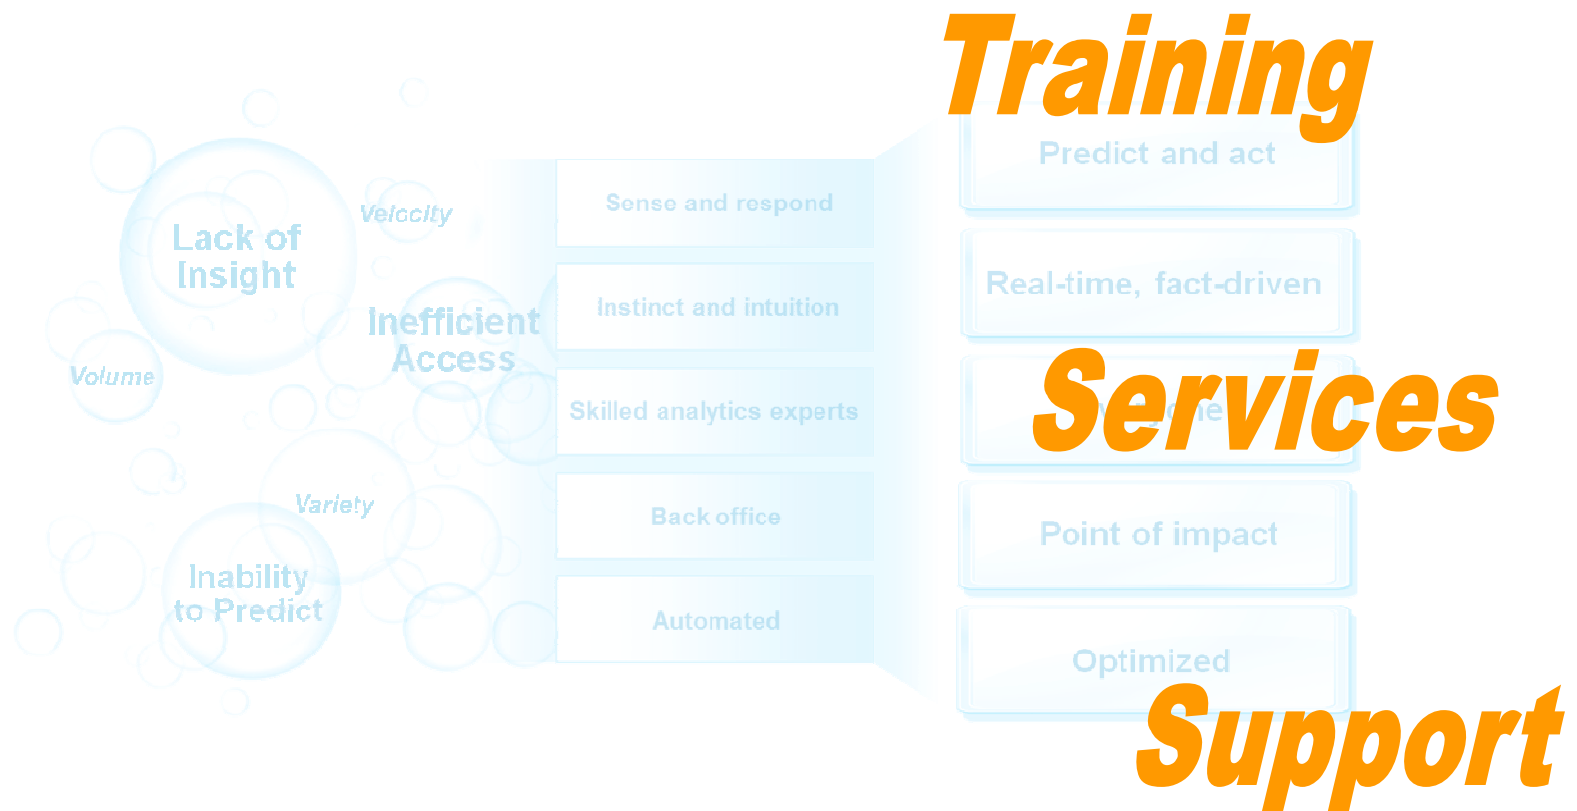 Training
Predict and act
Velocity
Sense and respond
Lack of
Insight
Real-time, fact-driven
Instinct and intuition
Inefficient
Access
Volume
Services
Skilled analytics experts
Variety
Back office
Point of impact
Inability
to Predict
Automated
Optimized
Support